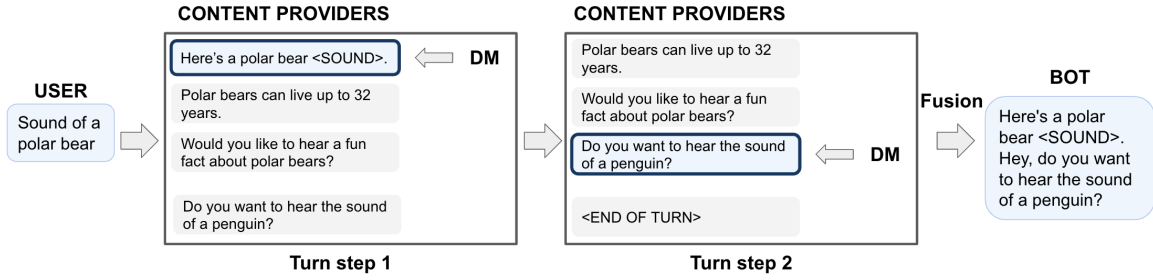 CONTENT PROVIDERS
CONTENT PROVIDERS
USER
Sound of a
polar bear
Here's a polar bear <SOUND>.
DM
Polar bears can live up to 32
years.
Would you like to hear a fun
fact about polar bears?
Do you want to hear the sound
of a penguin?
Turn step 1
Polar bears can live up to 32
years.
Would you like to hear a fun
fact about polar bears?
Do you want to hear the sound
of a penguin?
DM
<END OF TURN>
Turn step 2
Fusion
BOT
Here's a polar
bear <SOUND>.
Hey, do you want
to hear the sound
of a penguin?